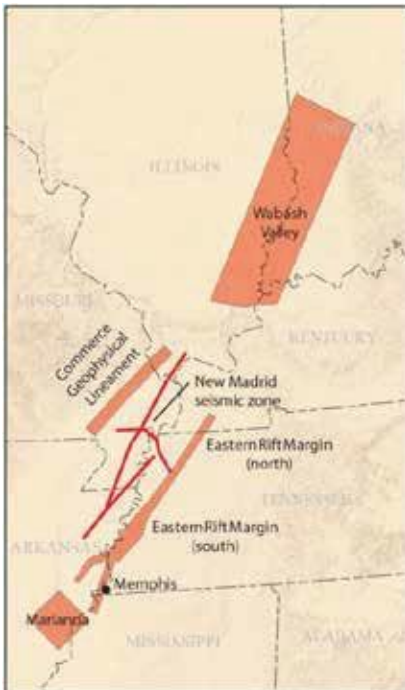 INDIANA
ILLINOIS
Wabash
Valley
MISSOURI
KENTUCKY
Commerce
Geophysical
Lineament
New Madrid
seismic zone
Eastern Rift Margin
(north)
TENNESSEE
Eastern Rift Margin
(south)
ARKANSAS
Memphis
Marianna
MISSISSIPPI
ALABAMA